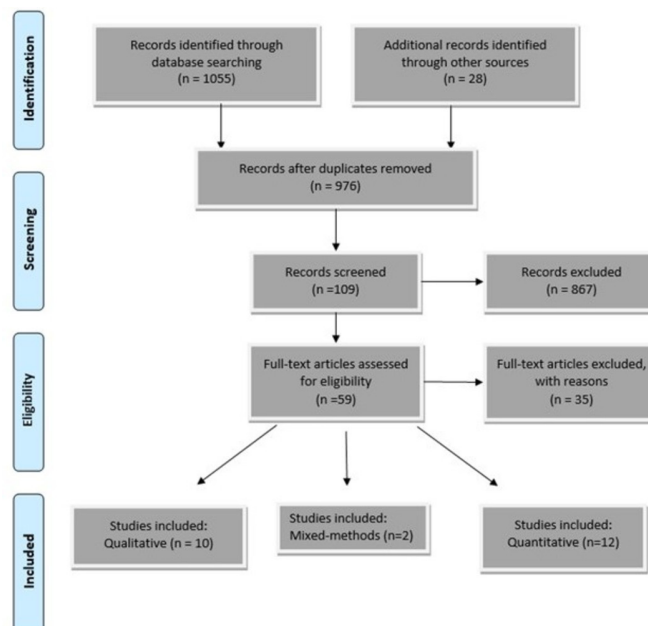 Identification
Records identified through
database searching
(n = 1055)
Additional records identified
through other sources
(n = 28)
Records after duplicates removed
(n = 976)
Screening
Records screened
(n =109)
Records excluded
(n = 867)
Eligibility
Full-text articles assessed
for eligibility
(n =59)
Full-text articles excluded,
with reasons
(n = 35)
Included
Studies included:
Qualitative (n = 10)
Studies included:
Mixed-methods (n=2)
Studies included:
Quantitative (n=12)